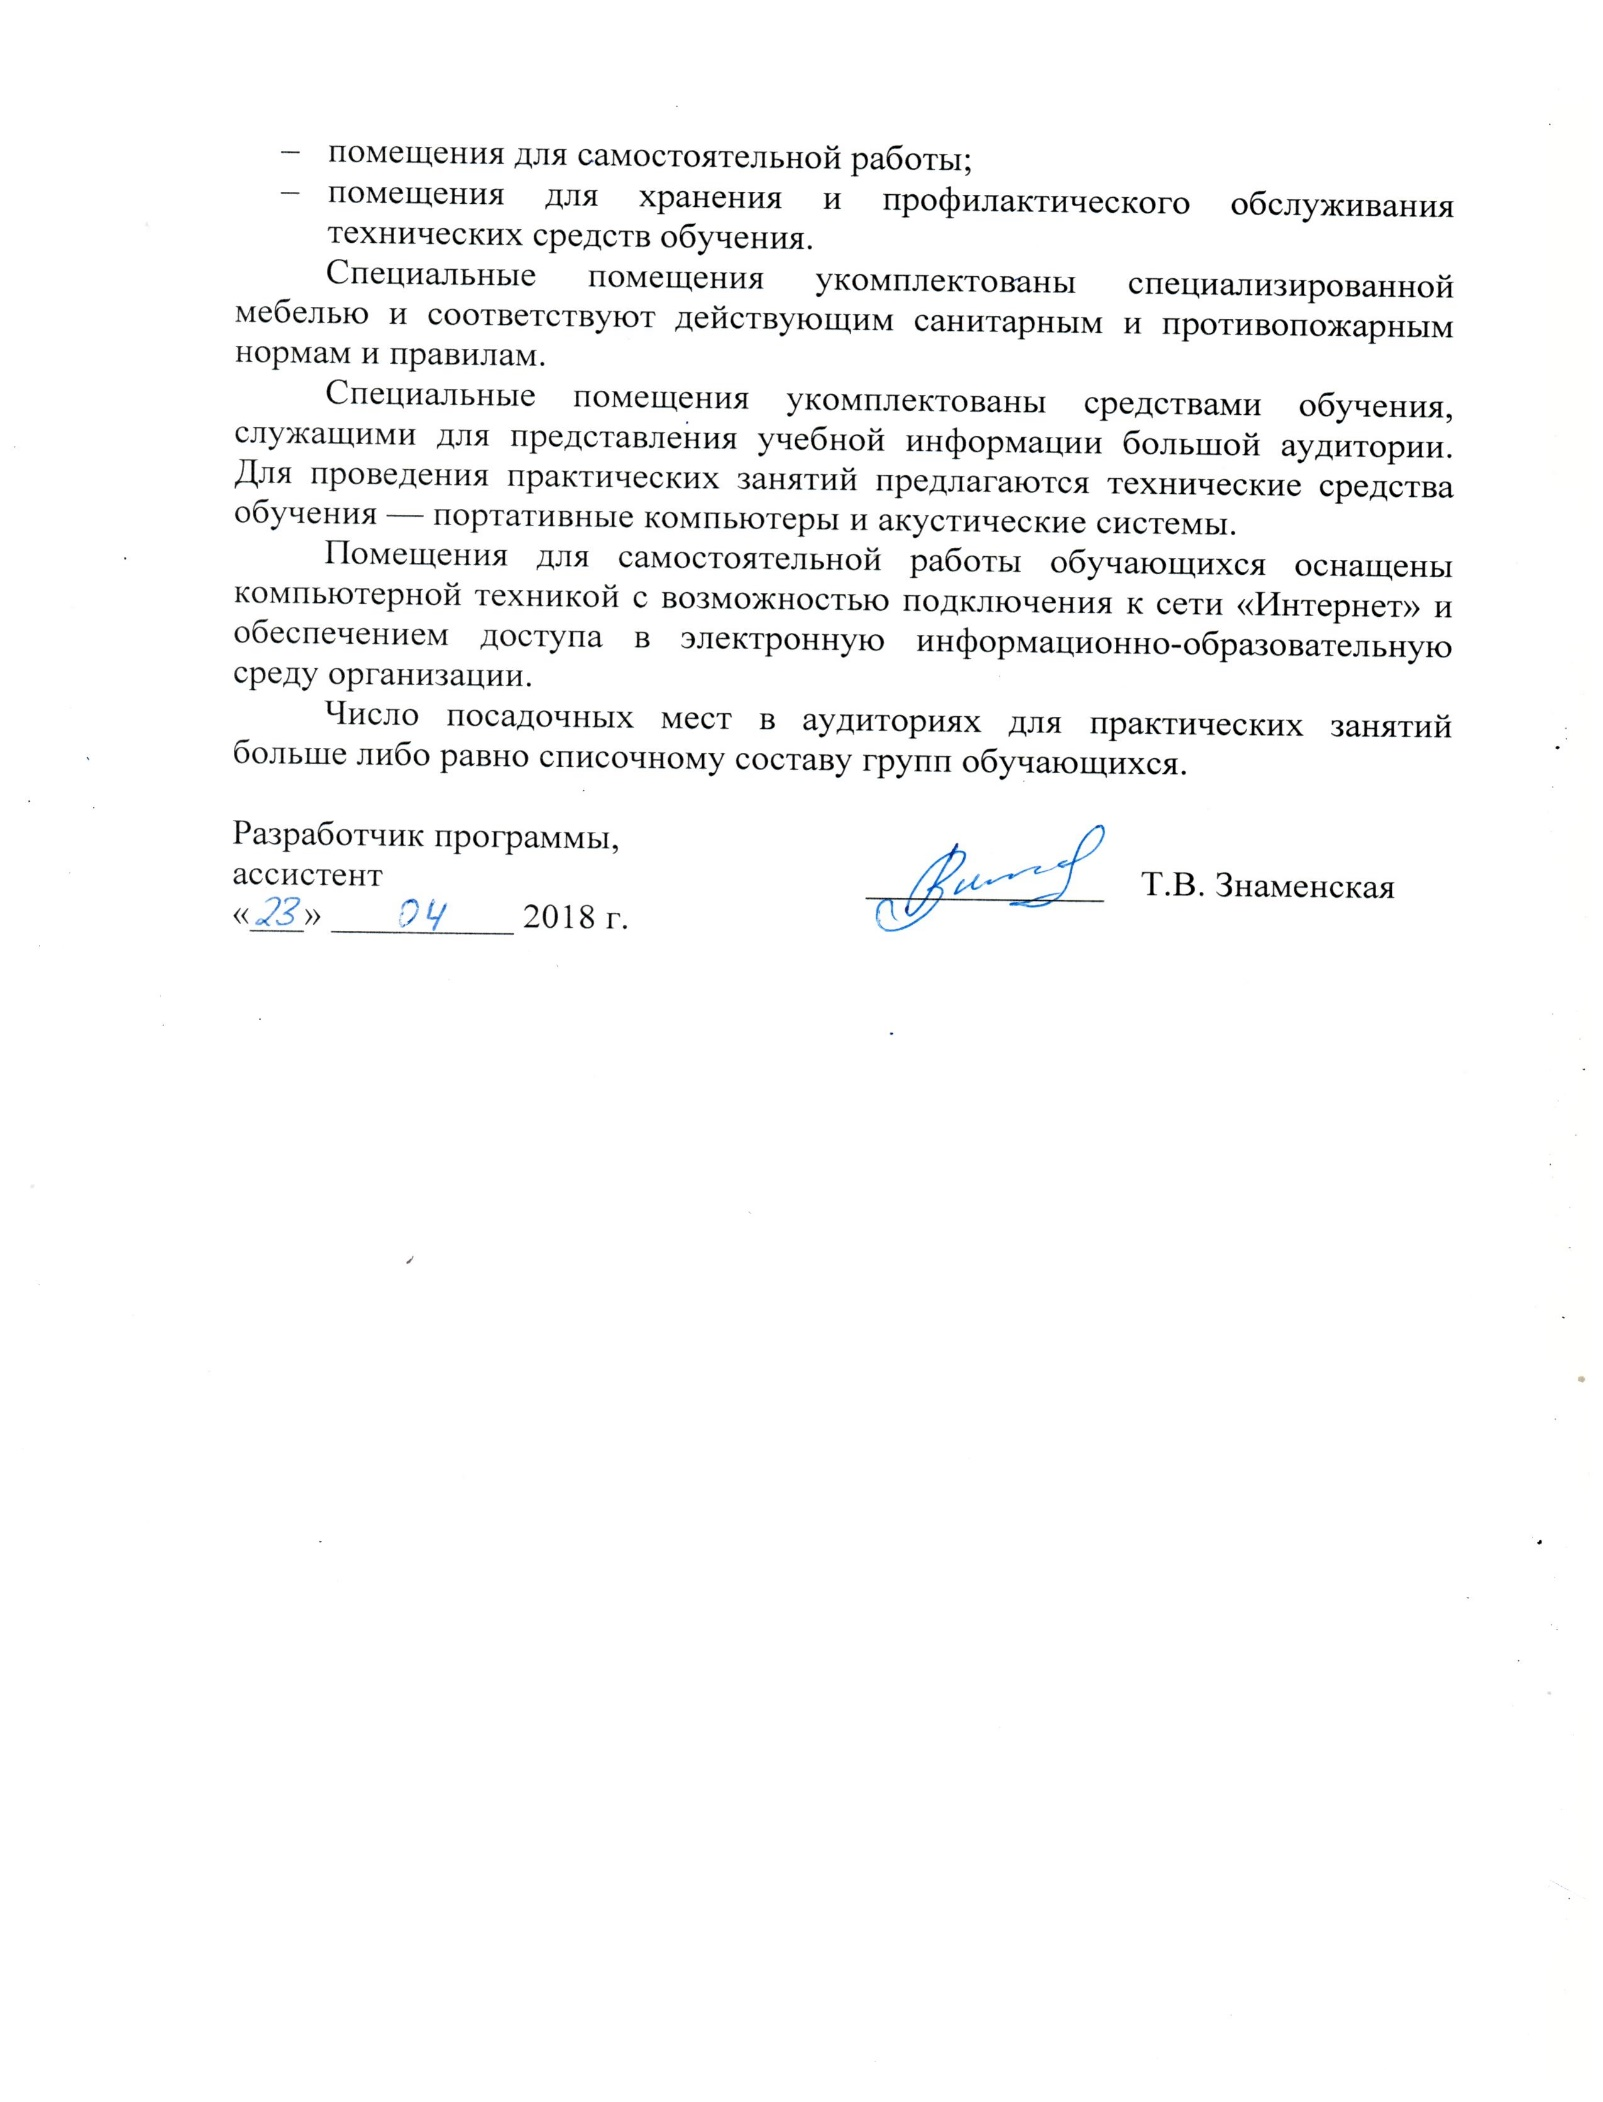 – помещения для самостоятельной работы;
– помещения для хранения и профилактического обслуживания
технических средств обучения.
Специальные помещения укомплектованы специализированной
мебелью и соответствуют действующим санитарным и противопожарным
нормам и правилам.
Специальные помещения укомплектованы средствами обучения,
служащими для представления учебной информации большой аудитории.
Для проведения практических занятий предлагаются технические средства
обучения — портативные компьютеры и акустические системы.
Помещения для самостоятельной работы обучающихся оснащены
компьютерной техникой с возможностью подключения к сети «Интернет» и
обеспечением доступа в электронную информационно-образовательную
среду организации.
Число посадочных мест в аудиториях для практических занятий
больше либо равно списочному составу групп обучающихся.
Разработчик программы,
ассистент Т.В. Знаменская
«23» 04 2018 г.